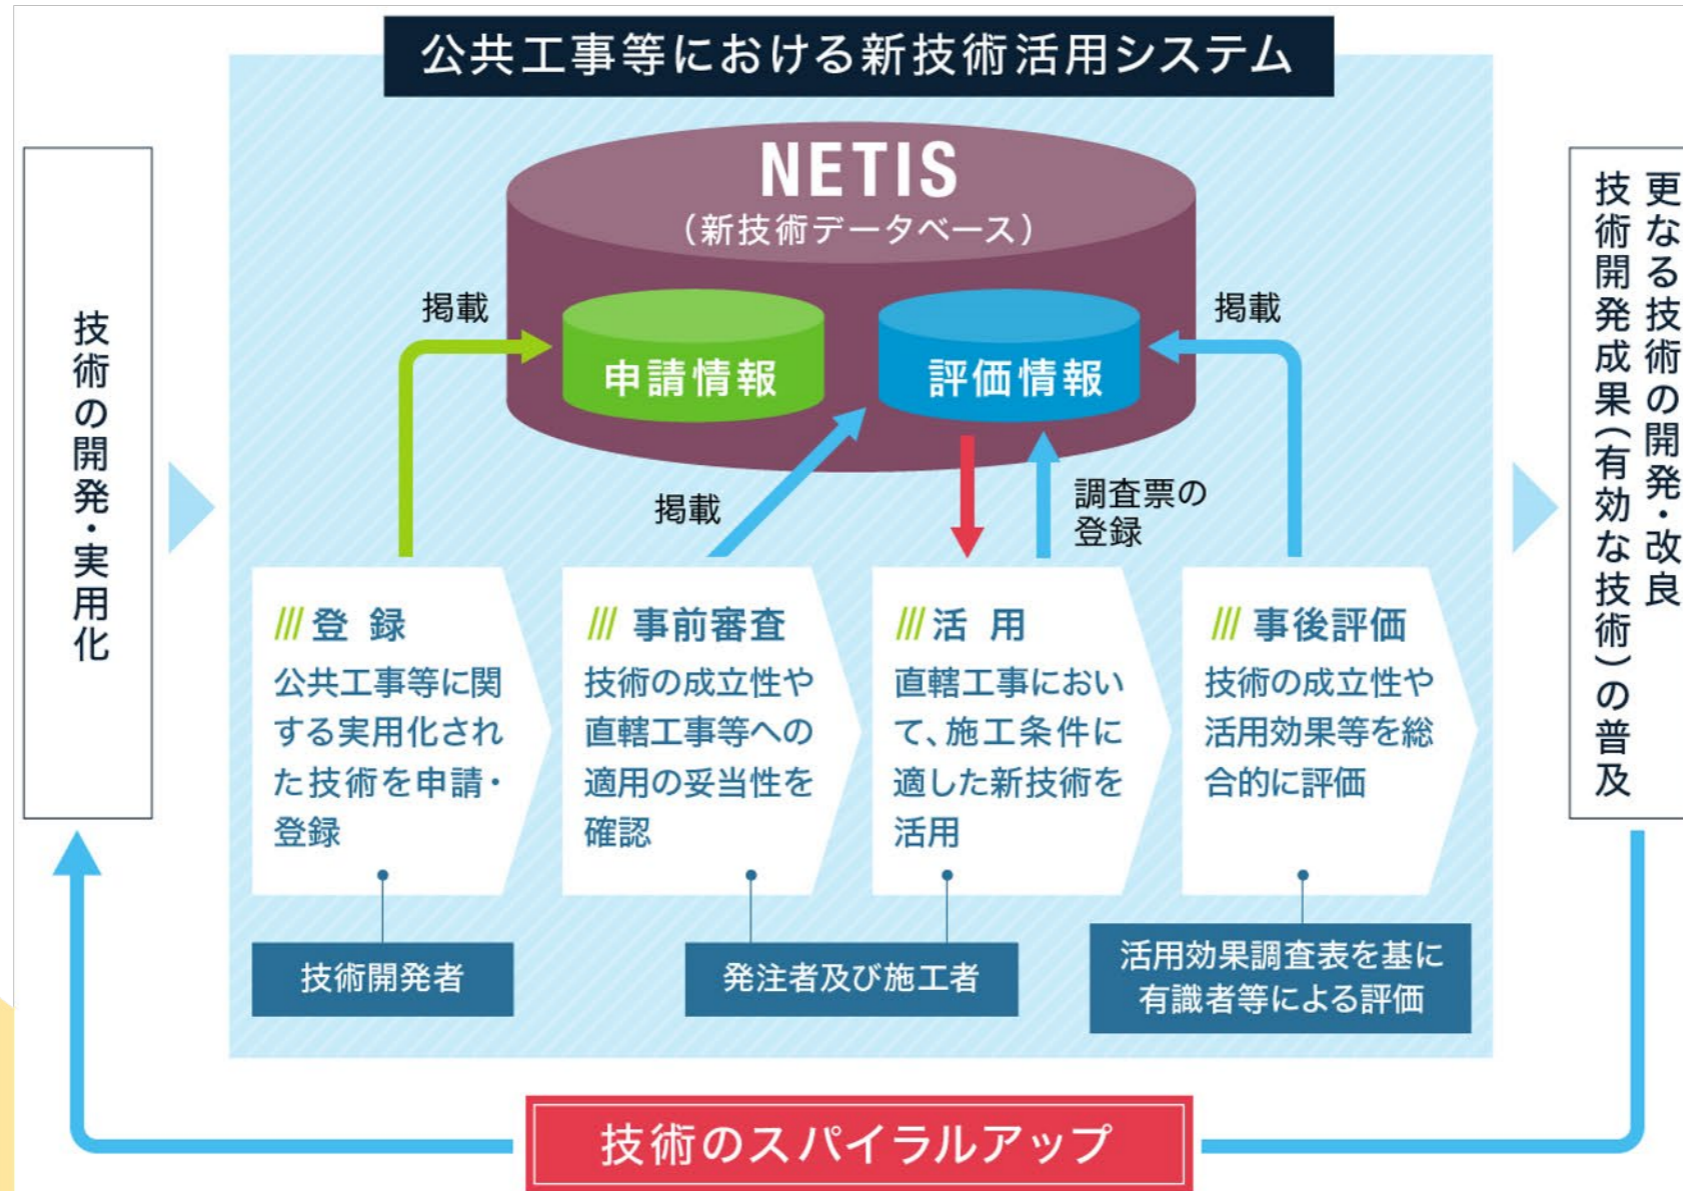 公共工事等における新技術活用システム
NETIS
（新技術データベース）
技術の開発・実用化
掲載
申請情報
評価情報
掲載
掲載
調査票の
登録
登 録
公共工事等に関
する実用化され
た技術を申請・
登録
事前審査
技術の成立性や
直轄工事等への
適用の妥当性を
確認
活 用
直轄工事におい
て、施工条件に
適した新技術を
活用
事後評価
技術の成立性や
活用効果等を総
合的に評価
技術開発者
発注者及び施工者
活用効果調査表を基に
有識者等による評価
更なる技術の開発・改良
技術開発成果（有効な技術）の普及
技術のスパイラルアップ